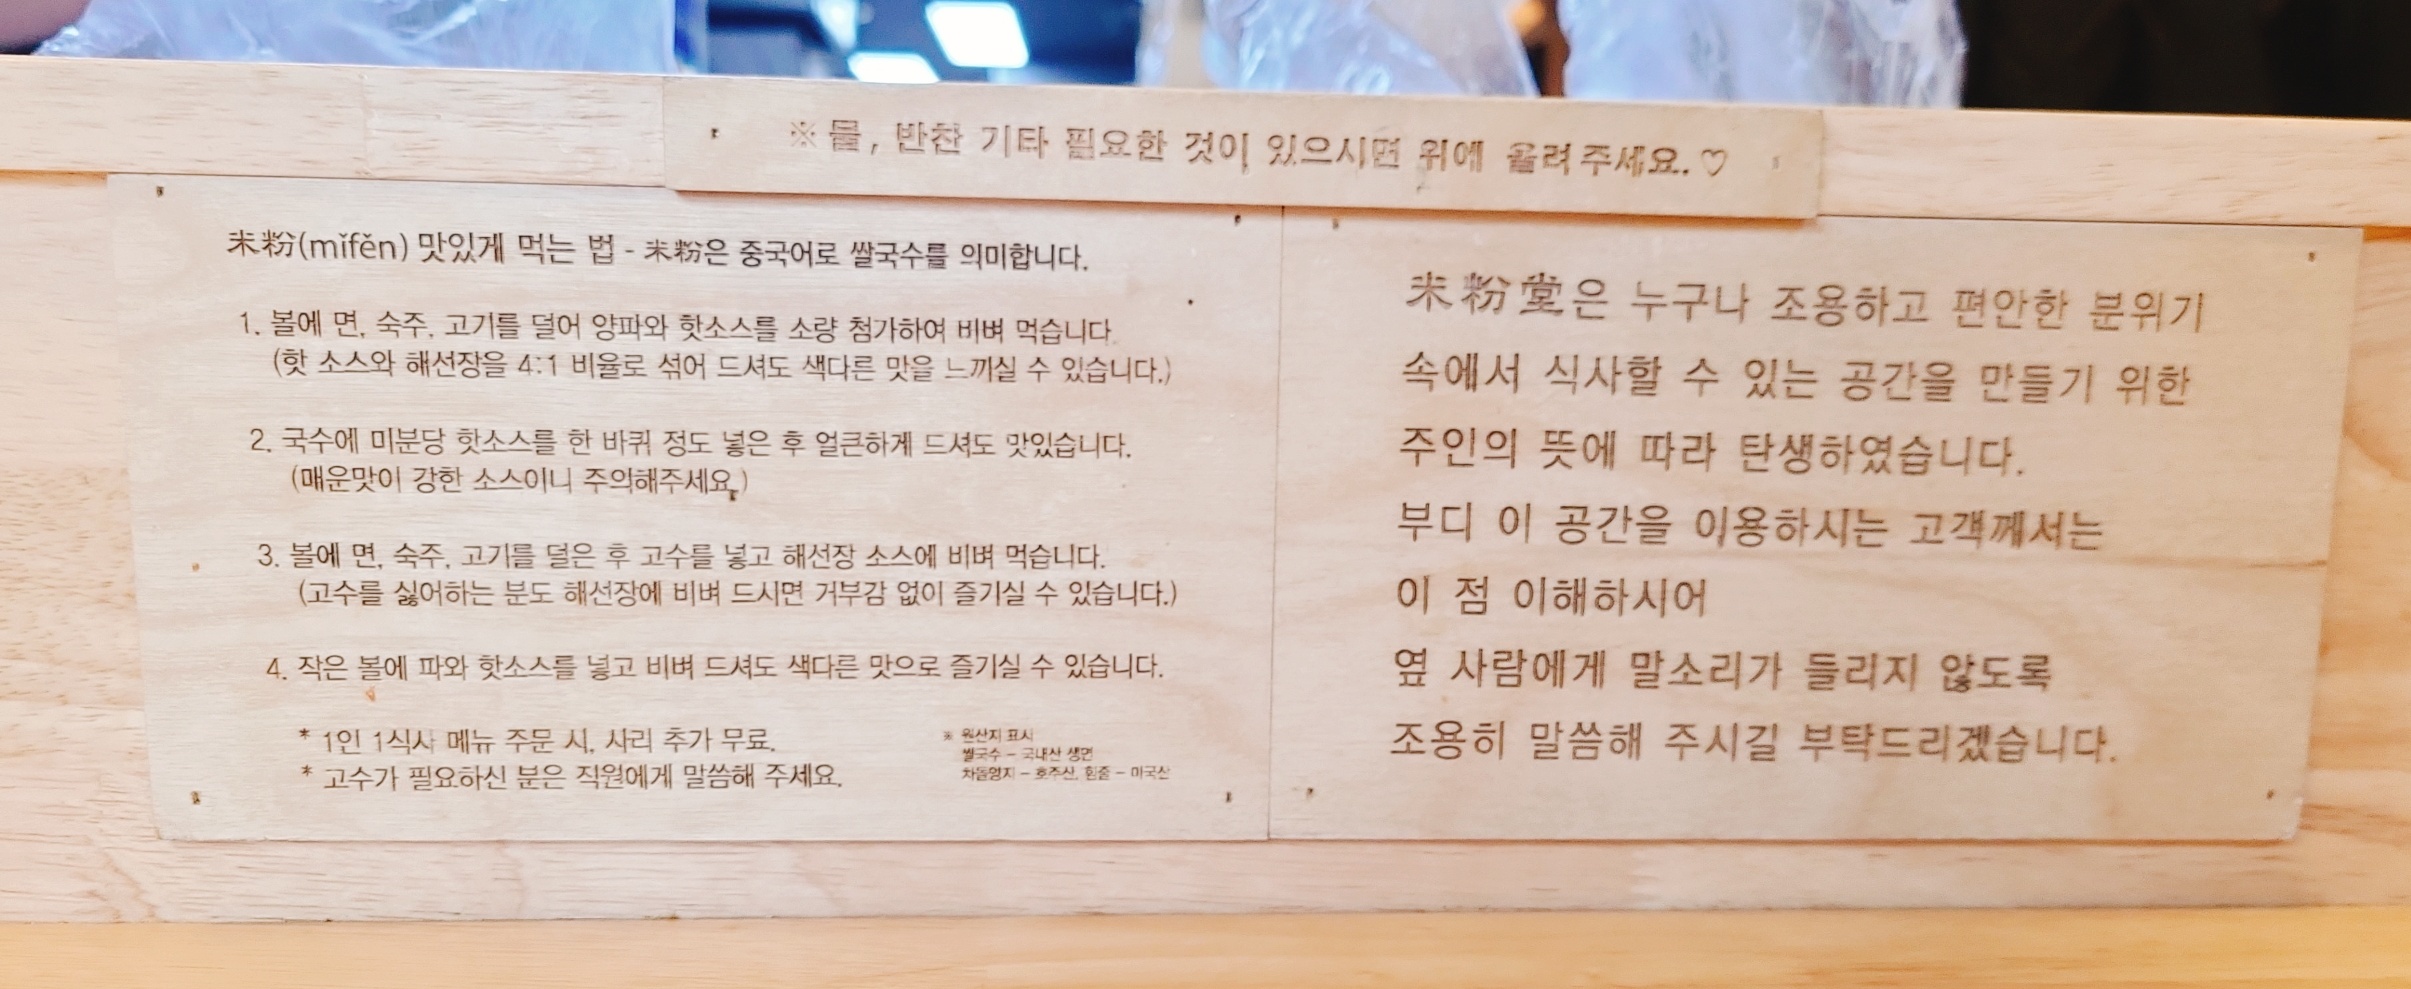 ※ 물, 반찬 기타 필요한 것이 있으시면 위에 올려주세요.♡
米粉(mǐfěn) 맛있게 먹는 법 - 米粉은 중국어로 쌀국수를 의미합니다.
1. 볼에 면, 숙주, 고기를 덜어 양파와 핫소스를 소량 첨가하여 비벼 먹습니다.
(핫 소스와 해선장을 4:1 비율로 섞어 드셔도 색다른 맛을 느끼실 수 있습니다.)
2. 국수에 미분당 핫소스를 한 바퀴 정도 넣은 후 얼큰하게 드셔도 맛있습니다.
(매운맛이 강한 소스이니 주의해주세요.)
3. 볼에 면, 숙주, 고기를 덜은 후 고수를 넣고 해선장 소스에 비벼 먹습니다.
(고수를 싫어하는 분도 해선장에 비벼 드시면 거부감 없이 즐기실 수 있습니다.)
4. 작은 볼에 파와 핫소스를 넣고 비벼 드셔도 색다른 맛으로 즐기실 수 있습니다.
* 1인 1식사 메뉴 주문 시, 사리 추가 무료.
* 고수가 필요하신 분은 직원에게 말씀해 주세요.
※ 원산지 표시
쌀국수 - 국내산 생면
차돌양지 - 호주산, 힘줄 - 미국산
米粉堂은 누구나 조용하고 편안한 분위기
속에서 식사할 수 있는 공간을 만들기 위한
주인의 뜻에 따라 탄생하였습니다.
부디 이 공간을 이용하시는 고객께서는
이 점 이해하시어
옆 사람에게 말소리가 들리지 않도록
조용히 말씀해 주시길 부탁드리겠습니다.